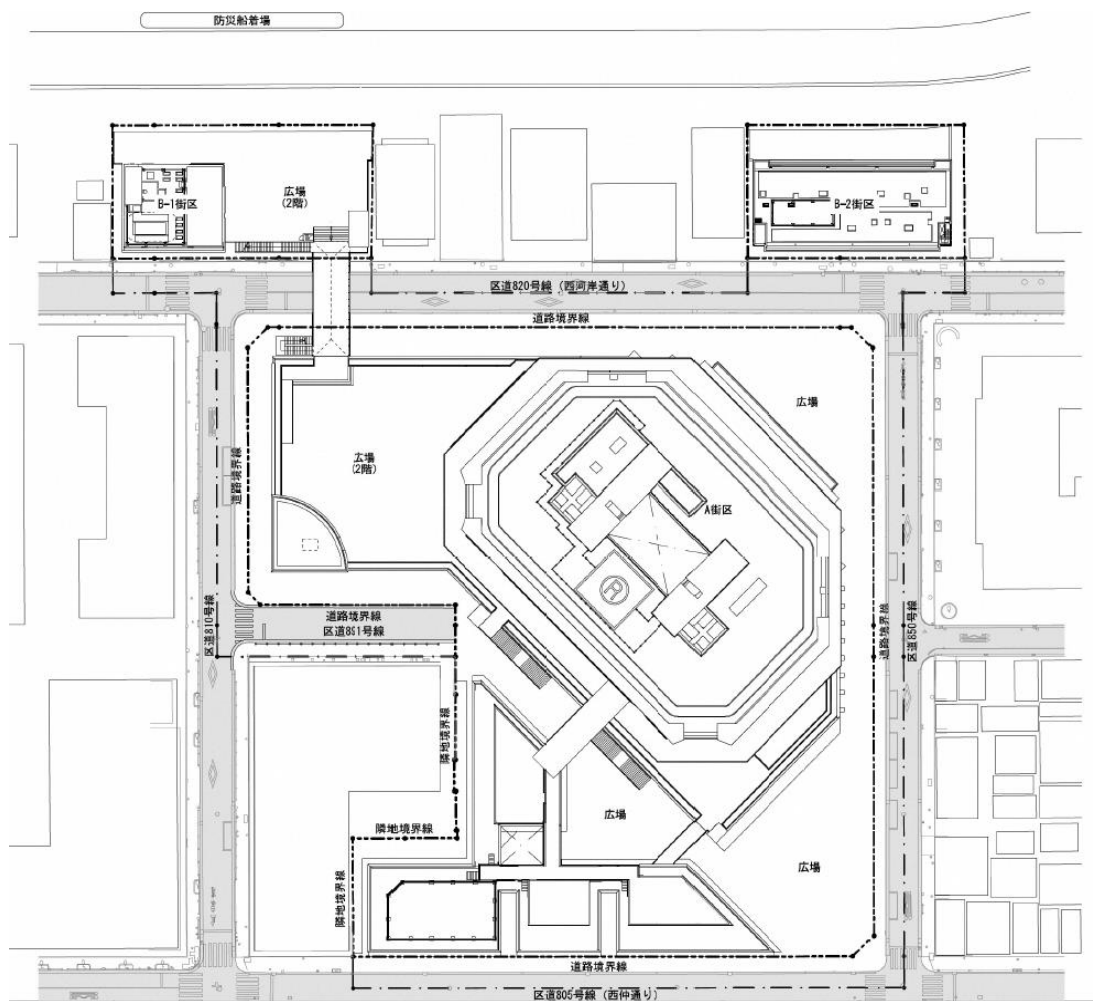 防災船着場
B-1街区
広場
(2階)
B-2街区
区道820号線(西河岸通り)
道路境界線
広場
道路境界線
広場
(2階)
A街区
R
道路境界線
区道891号線
区道810号線
道路境界線
区道850号線
隣地境界線
広場
隣地境界線
広場
隣地境界線
道路境界線
区道805号線(西仲通り)